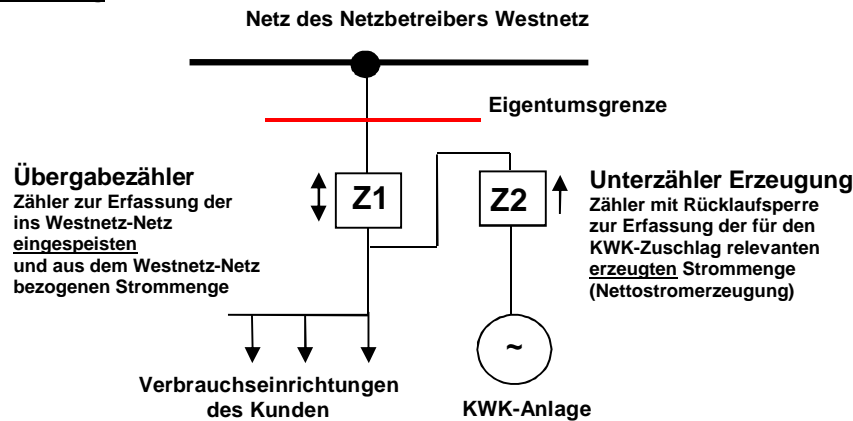 Netz des Netzbetreibers Westnetz
Eigentumsgrenze
Übergabezähler
Zähler zur Erfassung der
ins Westnetz-Netz
eingespeisten
und aus dem Westnetz-Netz
bezogenen Strommenge
Z1
Z2
Unterzähler Erzeugung
Zähler mit Rücklaufsperre
zur Erfassung der für den
KWK-Zuschlag relevanten
erzeugten Strommenge
(Nettostromerzeugung)
~
Verbrauchseinrichtungen
des Kunden
KWK-Anlage